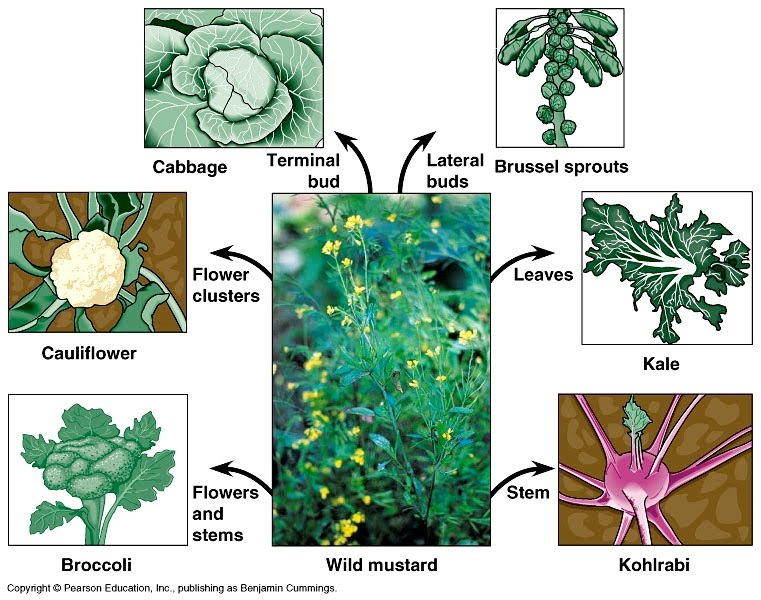 Cabbage
Terminal
bud
Lateral
buds
Brussel sprouts
Flower
clusters
Leaves
Cauliflower
Kale
Flowers
and
stems
Stem
Broccoli
Wild mustard
Kohlrabi
Copyright © Pearson Education, Inc., publishing as Benjamin Cummings.